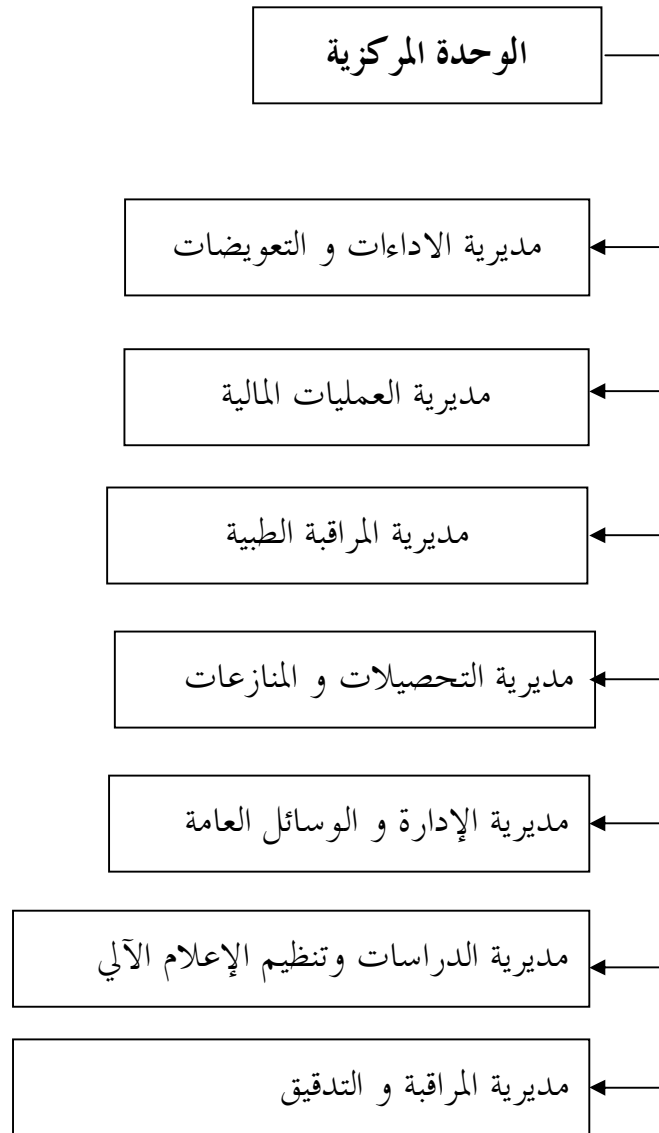 الوحدة المركزية
مديرية الاداءات و التعويضات
مديرية العمليات المالية
مديرية المراقبة الطبية
مديرية التحصيلات و المنازعات
مديرية الإدارة و الوسائل العامة
مديرية الدراسات وتنظيم الإعلام الآلي
مديرية المراقبة و التدقيق